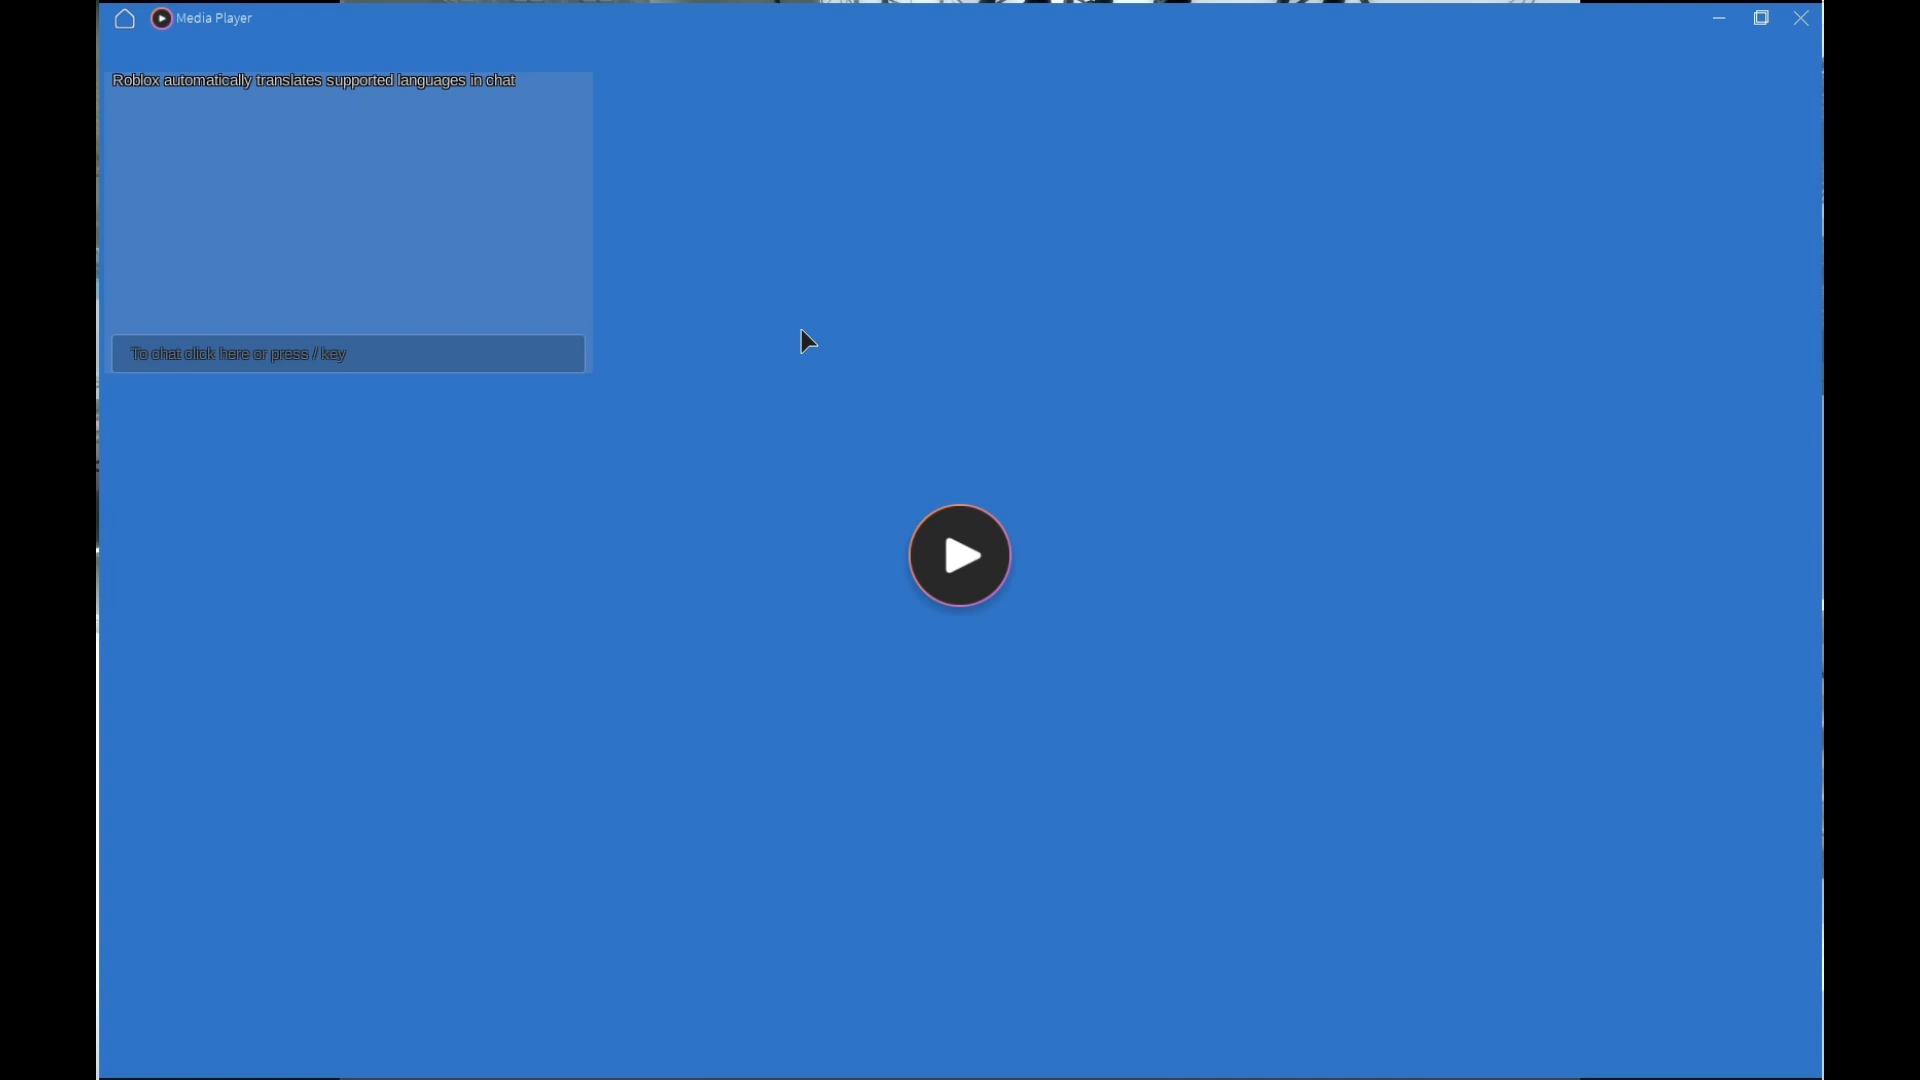 Media Player
Roblox automatically translates supported languages in chat
To chat click here or press / key